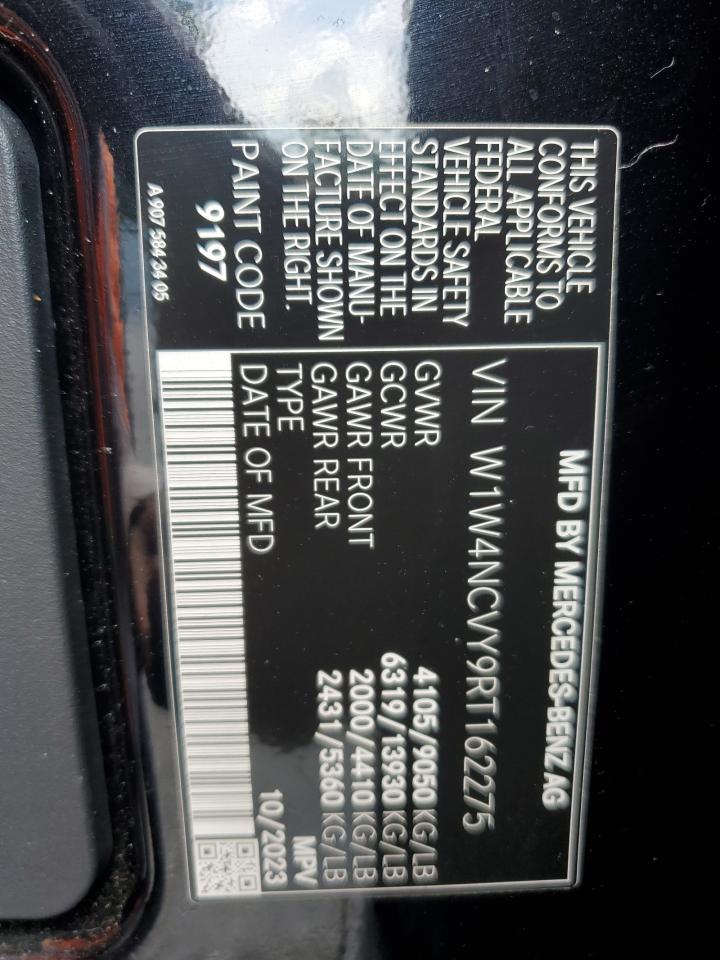 MFD BY MERCEDES-BENZ AG
VIN W1W4NCVY9RT162275
GVWR 4105/9050 KG/LB
GCWR 6319/13930 KG/LB
GAWR FRONT 2000/4410 KG/LB
GAWR REAR 2431/5360 KG/LB
TYPE MPV
DATE OF MFD 10/2023
THIS VEHICLE
CONFORMS TO
ALL APPLICABLE
FEDERAL
VEHICLE SAFETY
STANDARDS IN
EFFECT ON THE
DATE OF MANU-
FACTURE SHOWN
ON THE RIGHT.
PAINT CODE
9197
A 907 584 34 05